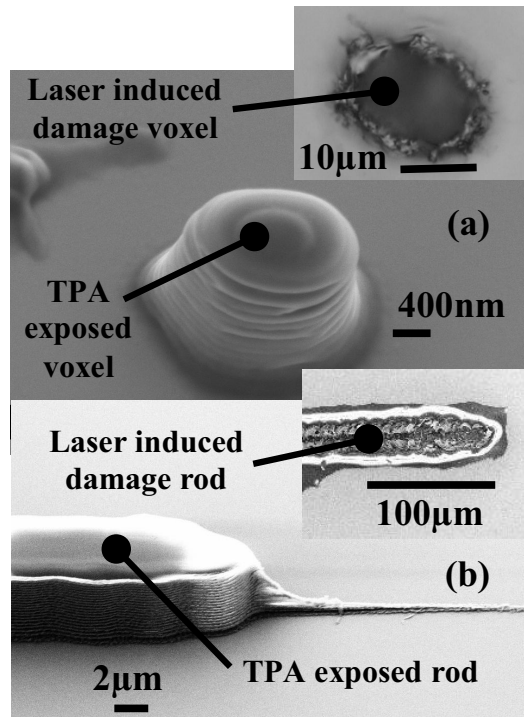 Laser induced
damage voxel
10µm
(a)
TPA
exposed
voxel
400nm
Laser induced
damage rod
100µm
(b)
2µm
TPA exposed rod